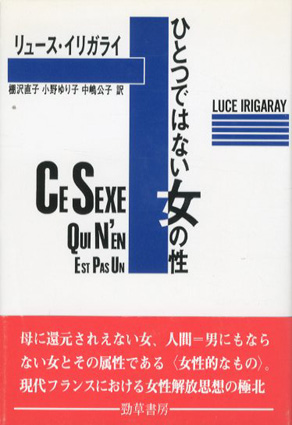 リュース・イリガライ
棚沢直子 小野ゆり子 中嶋公子 訳
ひとつではない女の性
LUCE IRIGARAY
CE SEXE
QUI N'EN
EST PAS UN
母に還元されえない女、人間＝男にもなら
ない女とその属性である〈女性的なもの〉。
現代フランスにおける女性解放思想の極北
勁草書房